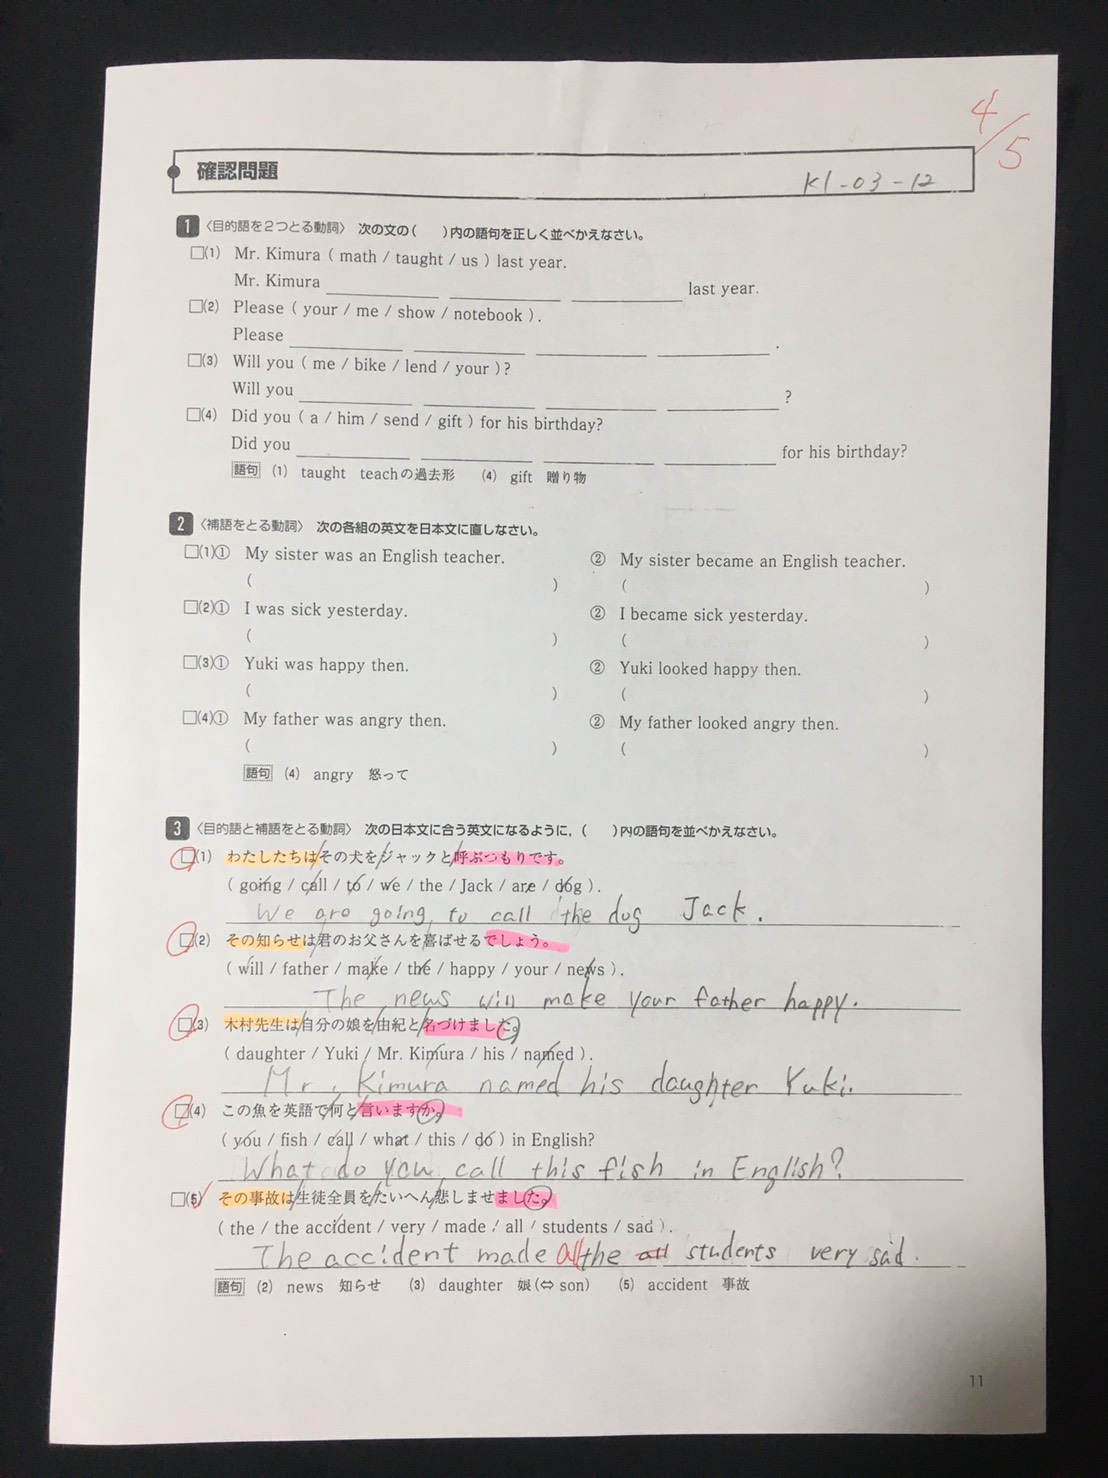 4/5
確認問題
K1-03-12
1 〈目的語を2つとる動詞〉 次の文の( )内の語句を正しく並べかえなさい。
□(1) Mr. Kimura ( math / taught / us ) last year.
Mr. Kimura ____ ____ ____ last year.
□(2) Please ( your / me / show / notebook ).
Please ____ ____ ____ ____ .
□(3) Will you ( me / bike / lend / your )?
Will you ____ ____ ____ ____ ?
□(4) Did you ( a / him / send / gift ) for his birthday?
Did you ____ ____ ____ ____ for his birthday?
語句 (1) taught teachの過去形 (4) gift 贈り物
2 〈補語をとる動詞〉 次の各組の英文を日本文に直しなさい。
□(1)① My sister was an English teacher. ② My sister became an English teacher.
( ) ( )
□(2)① I was sick yesterday. ② I became sick yesterday.
( ) ( )
□(3)① Yuki was happy then. ② Yuki looked happy then.
( ) ( )
□(4)① My father was angry then. ② My father looked angry then.
( ) ( )
語句 (4) angry 怒って
3 〈目的語と補語をとる動詞〉 次の日本文に合う英文になるように,( )内の語句を並べかえなさい。
□(1) わたしたちは/その犬を/ジャックと/呼ぶつもりです。
( going / call / to / we / the / Jack / are / dog ).
We are going to call the dog Jack.
□(2) その知らせは/君のお父さんを/喜ばせるでしょう。
( will / father / make / the / happy / your / news ).
The news will make your father happy.
□(3) 木村先生は/自分の娘を/由紀と/名づけました。
( daughter / Yuki / Mr. Kimura / his / named ).
Mr. Kimura named his daughter Yuki.
□(4) この魚を英語で/何と/言いますか。
( you / fish / call / what / this / do ) in English?
What do you call this fish in English?
□(5) その事故は/生徒全員を/たいへん/悲しませました。
( the / the accident / very / made / all / students / sad ).
The accident made all the all students very sad.
語句 (2) news 知らせ (3) daughter 娘(⇔ son) (5) accident 事故
11